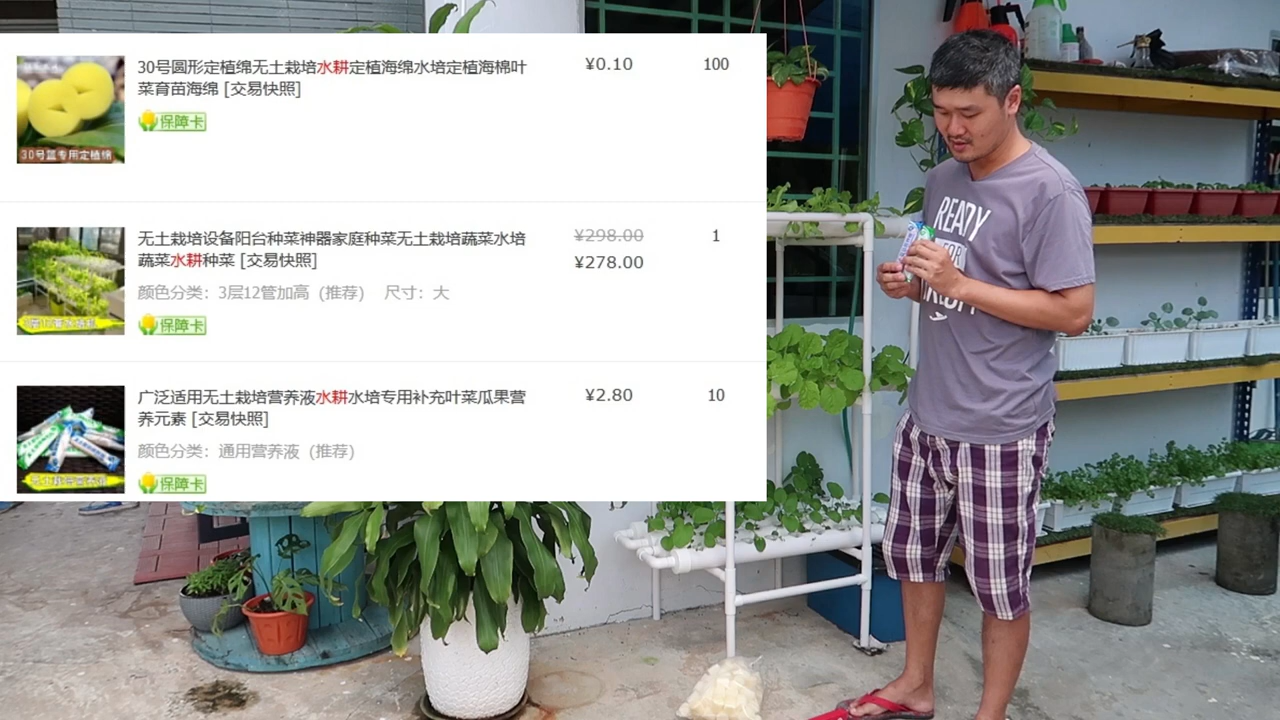 30号圆形定植绵无土栽培水耕定植海绵水培定植海棉叶
菜育苗海绵 [交易快照]
¥0.10
100
保障卡
30号篮专用定植绵
无土栽培设备阳台种菜神器家庭种菜无土栽培蔬菜水培
蔬菜水耕种菜 [交易快照]
¥298.00
¥278.00
1
颜色分类：3层12管加高（推荐） 尺寸：大
保障卡
广泛适用无土栽培营养液水耕水培专用补充叶菜瓜果营
养元素 [交易快照]
¥2.80
10
颜色分类：通用营养液（推荐）
保障卡
READY
FOR